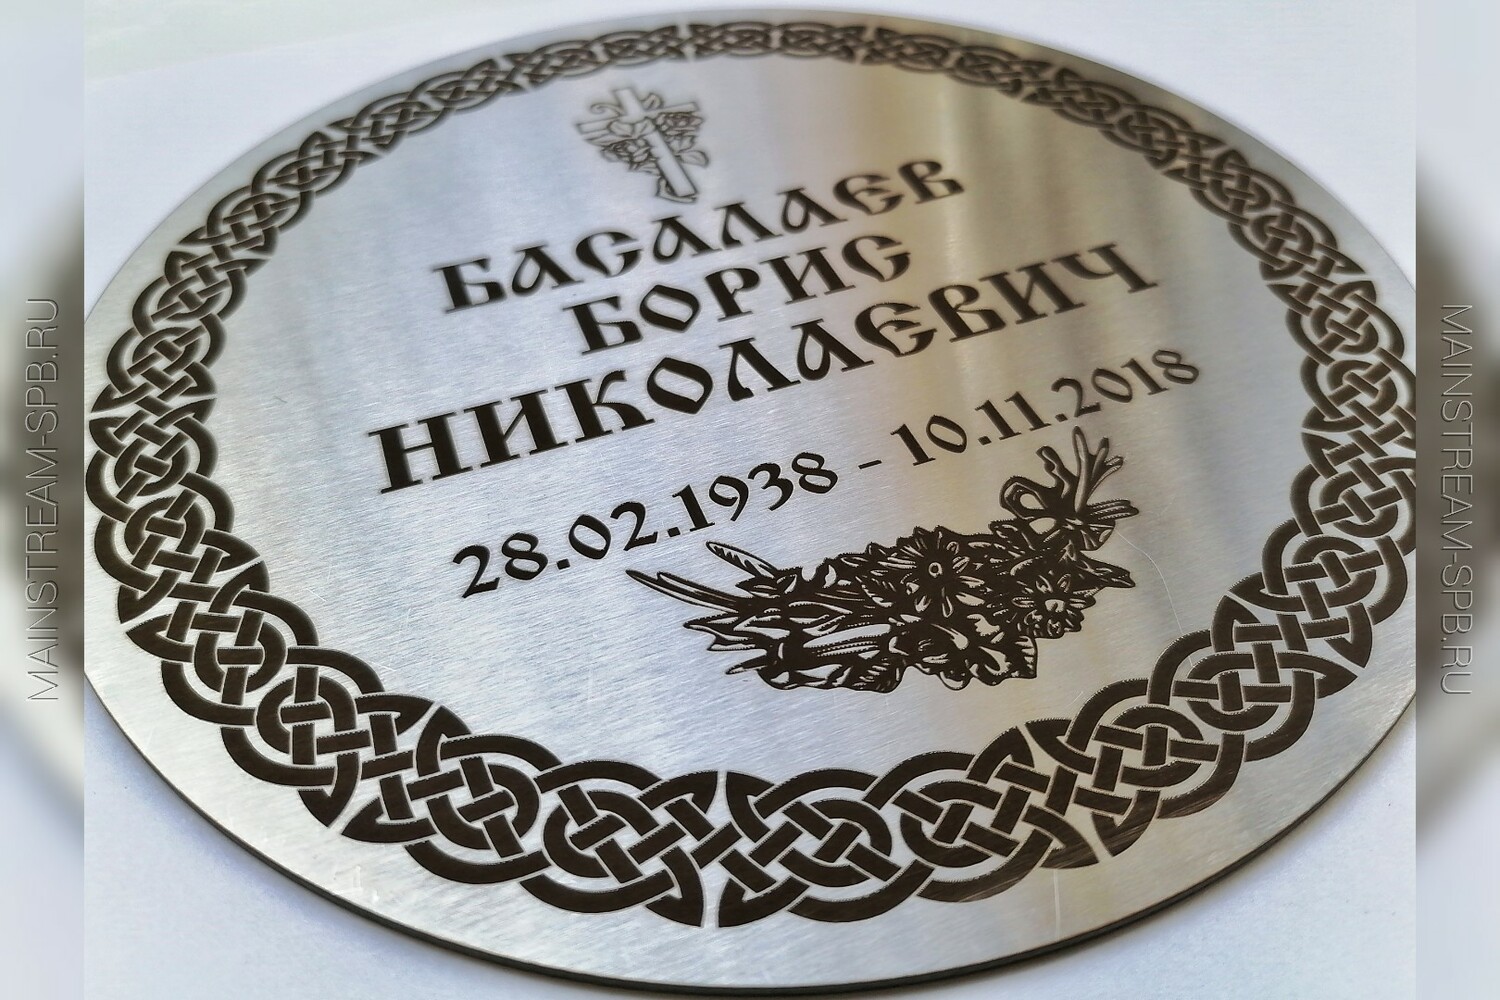 БАСАЛАЕВ
БОРИС
НИКОЛАЕВИЧ
28.02.1938 - 10.11.2018
MAINSTREAM-SPB.RU
MAINSTREAM-SPB.RU